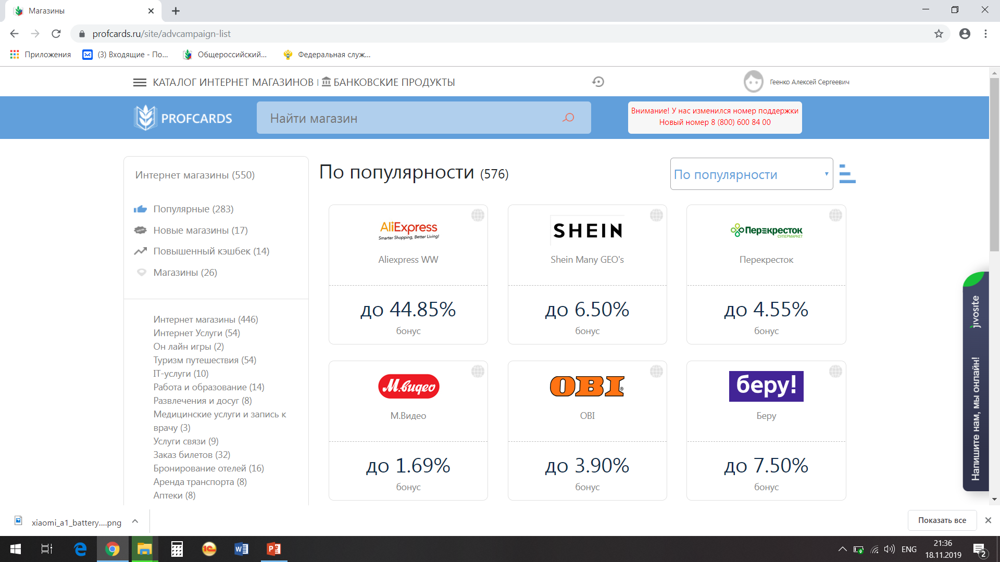 Магазины
profcards.ru/site/advcampaign-list
Приложения
(3) Входящие - По...
Общероссийский...
Федеральная служ...
КАТАЛОГ ИНТЕРНЕТ МАГАЗИНОВ | БАНКОВСКИЕ ПРОДУКТЫ
Геенко Алексей Сергеевич
PROFCARDS
Найти магазин
Внимание! У нас изменился номер поддержки
Новый номер 8 (800) 600 84 00
Интернет магазины (550)
Популярные (283)
Новые магазины (17)
Повышенный кэшбек (14)
Магазины (26)
Интернет магазины (446)
Интернет Услуги (54)
Он лайн игры (2)
Туризм путешествия (54)
IT-услуги (10)
Работа и образование (14)
Развлечения и досуг (8)
Медицинские услуги и запись к
врачу (3)
Услуги связи (9)
Заказ билетов (32)
Бронирование отелей (16)
Аренда транспорта (8)
Аптеки (8)
По популярности (576)
По популярности
AliExpress
Smarter Shopping, Better Living!
Aliexpress WW
до 44.85%
бонус
SHEIN
Shein Many GEO's
до 6.50%
бонус
Перекресток
СУПЕРМАРКЕТ
Перекресток
до 4.55%
бонус
М.видео
М.Видео
до 1.69%
бонус
OBI®
OBI
до 3.90%
бонус
беру!
Беру
до 7.50%
бонус
jivosite
Напишите нам, мы онлайн!
xiaomi_a1_battery....png
Показать все
ENG
21:36
18.11.2019
2